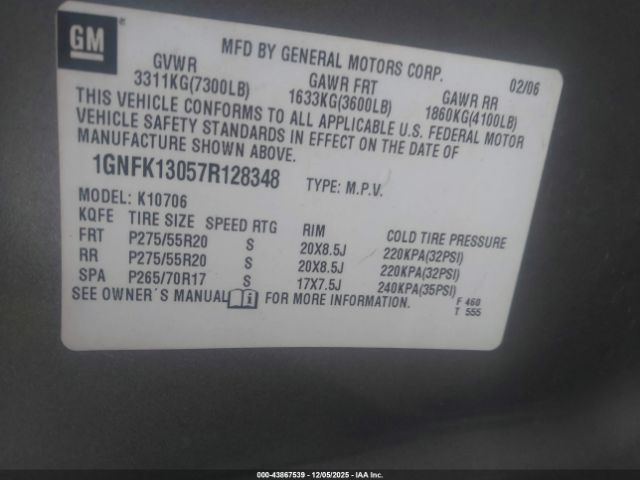 GM
MFD BY GENERAL MOTORS CORP. 02/06
GVWR GAWR FRT GAWR RR
3311KG(7300LB) 1633KG(3600LB) 1860KG(4100LB)
THIS VEHICLE CONFORMS TO ALL APPLICABLE U.S. FEDERAL MOTOR
VEHICLE SAFETY STANDARDS IN EFFECT ON THE DATE OF
MANUFACTURE SHOWN ABOVE.
1GNFK13057R128348 TYPE: M.P.V.
MODEL: K10706
KQFE TIRE SIZE SPEED RTG RIM COLD TIRE PRESSURE
FRT P275/55R20 S 20X8.5J 220KPA(32PSI)
RR P275/55R20 S 20X8.5J 220KPA(32PSI)
SPA P265/70R17 S 17X7.5J 240KPA(35PSI)
SEE OWNER´S MANUAL i FOR MORE INFORMATION. F 460
T 555
000-43867539 - 12/05/2025 - IAA Inc.